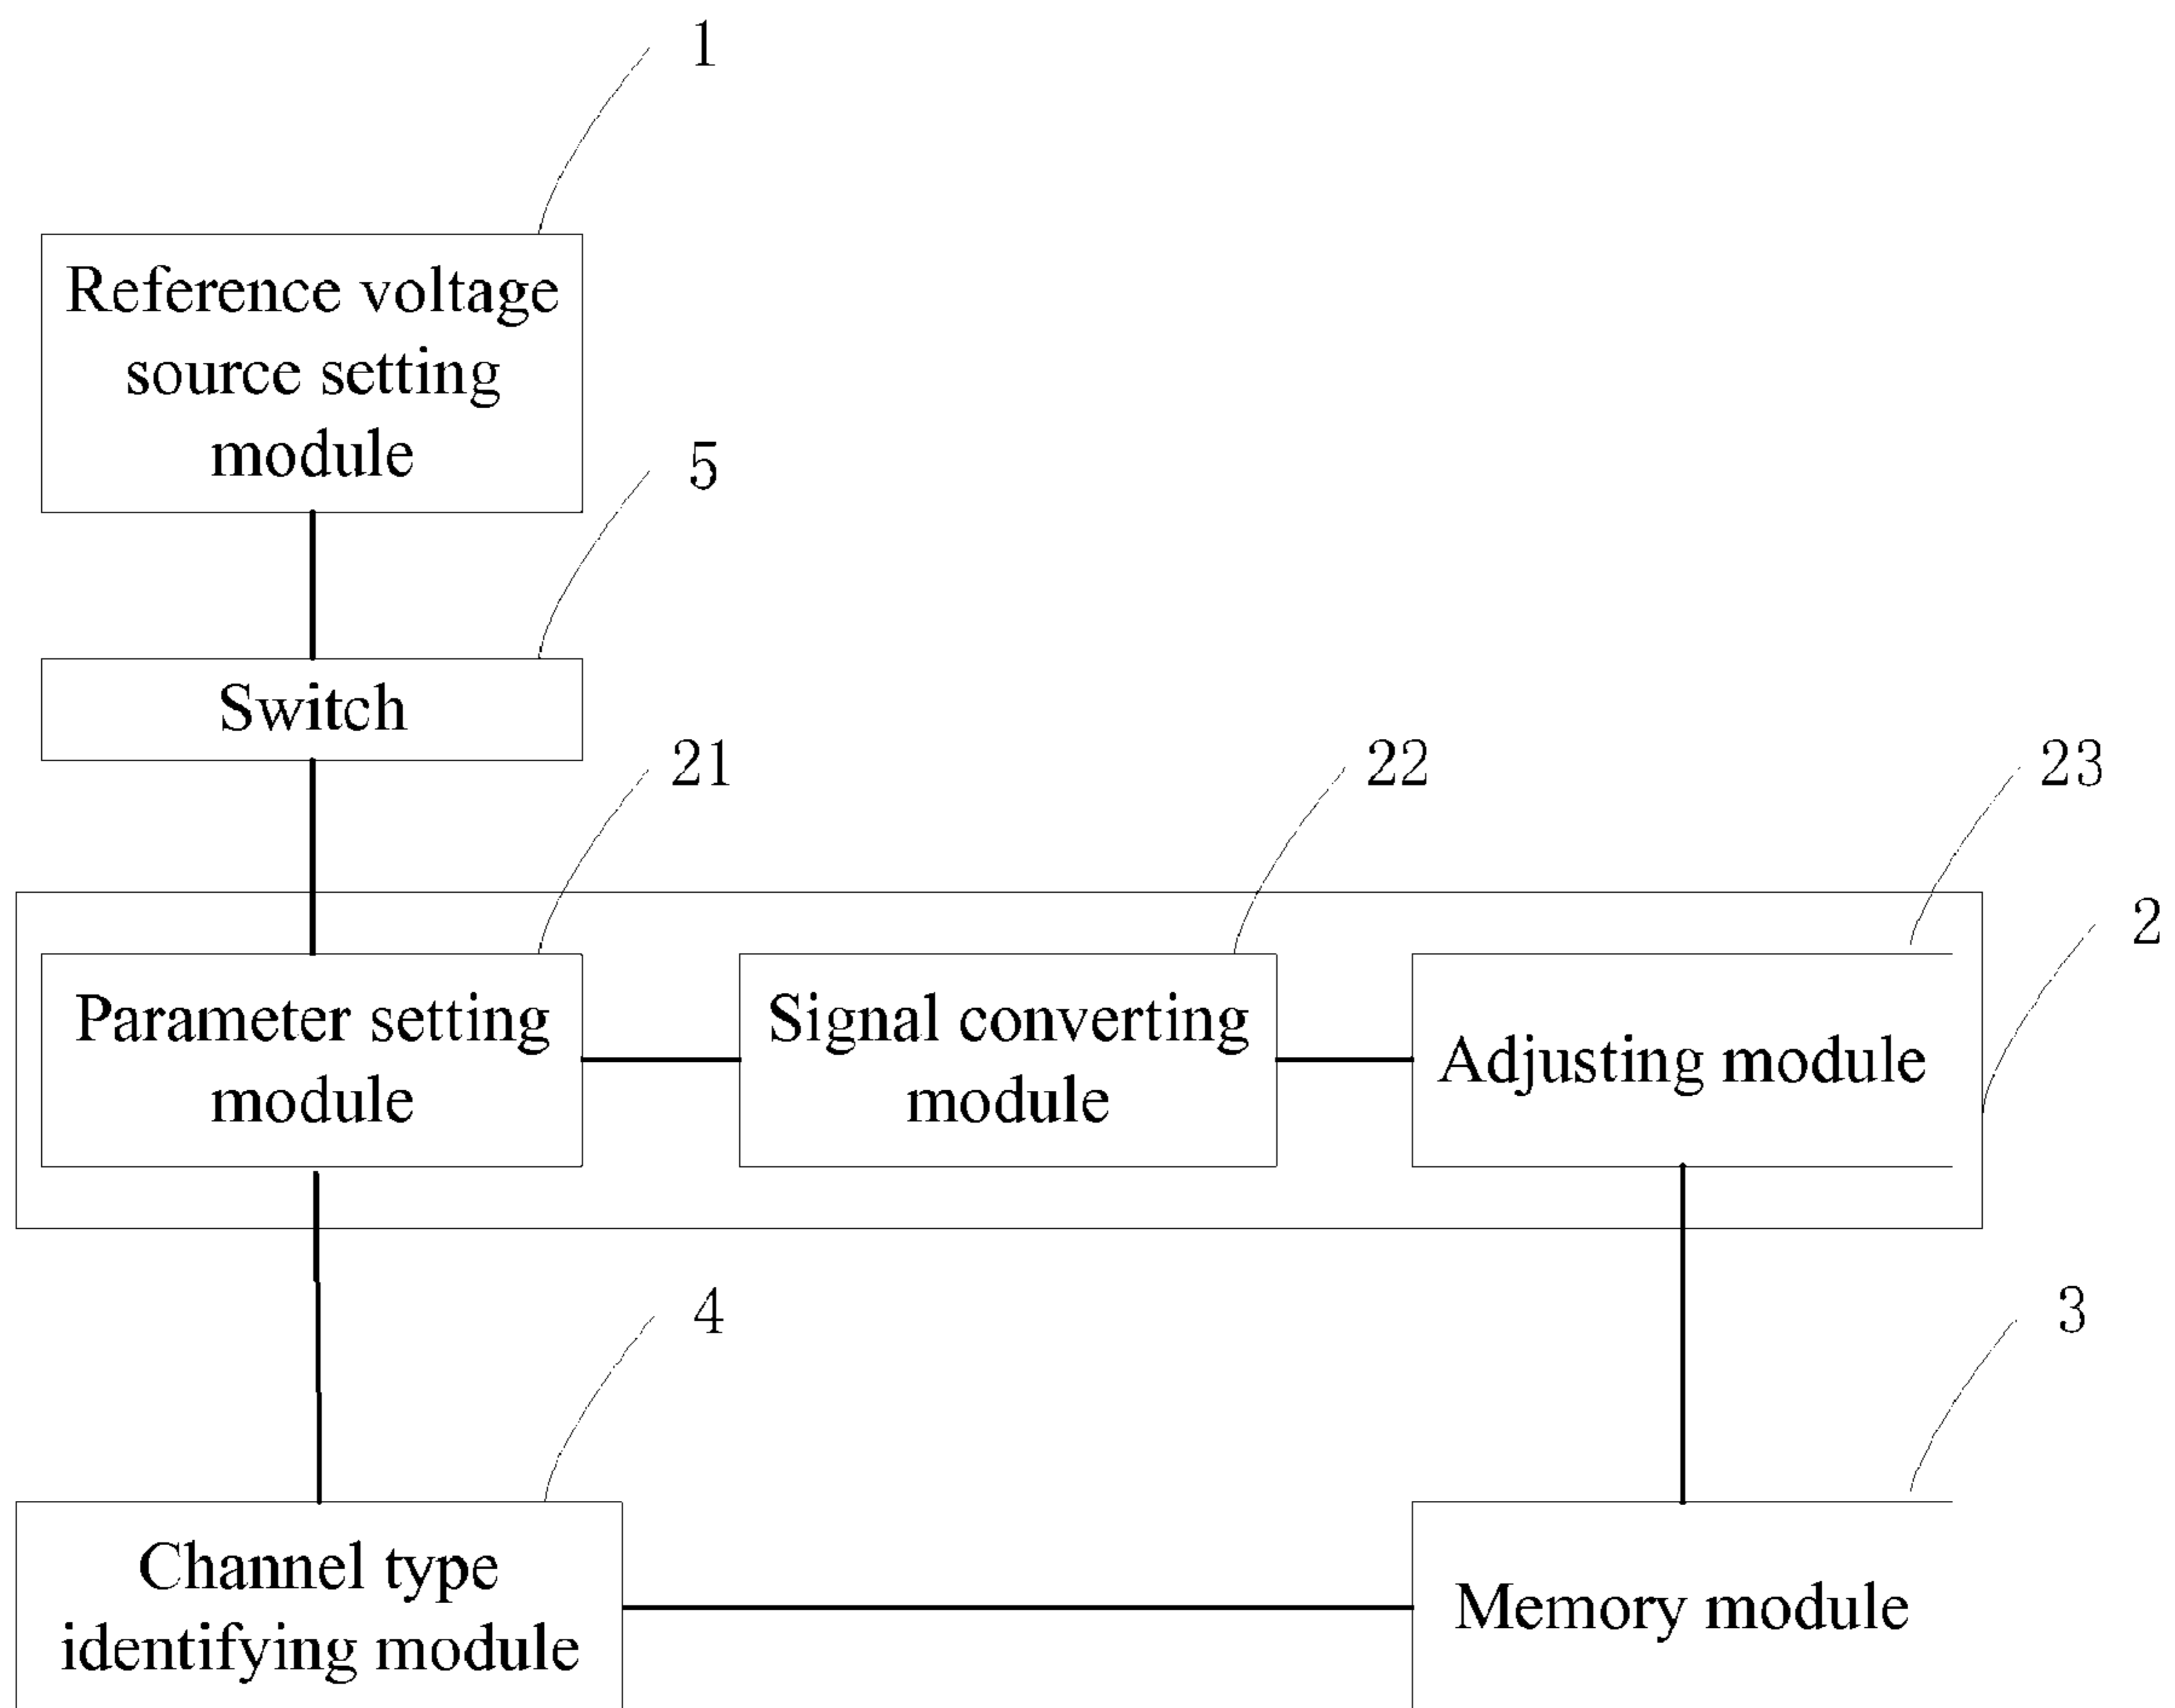 1
Reference voltage
source setting
module
5
Switch
21
22
23
2
Parameter setting
module
Signal converting
module
Adjusting module
4
3
Channel type
identifying module
Memory module